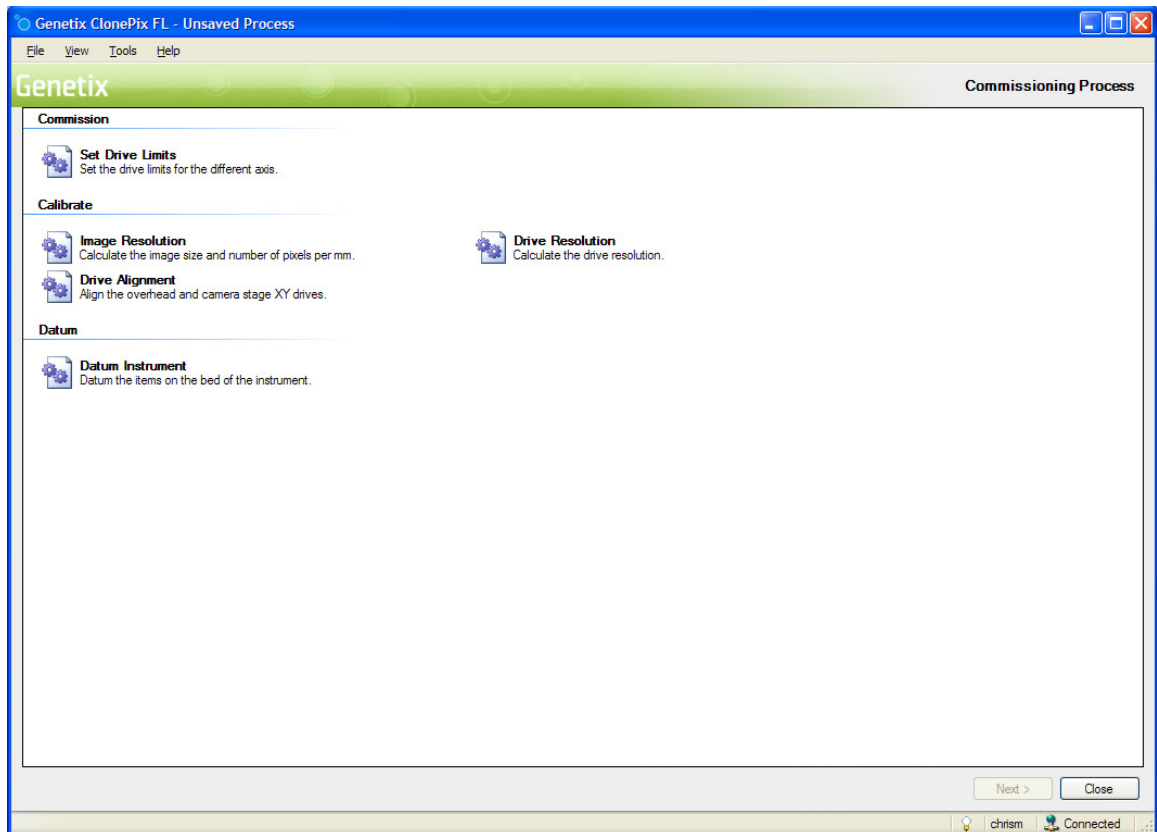 Genetix ClonePix FL - Unsaved Process
File View Tools Help
Genetix
Commissioning Process
Commission
Set Drive Limits
Set the drive limits for the different axis.
Calibrate
Image Resolution
Calculate the image size and number of pixels per mm.
Drive Resolution
Calculate the drive resolution.
Drive Alignment
Align the overhead and camera stage XY drives.
Datum
Datum Instrument
Datum the items on the bed of the instrument.
Next > Close
chrism Connected